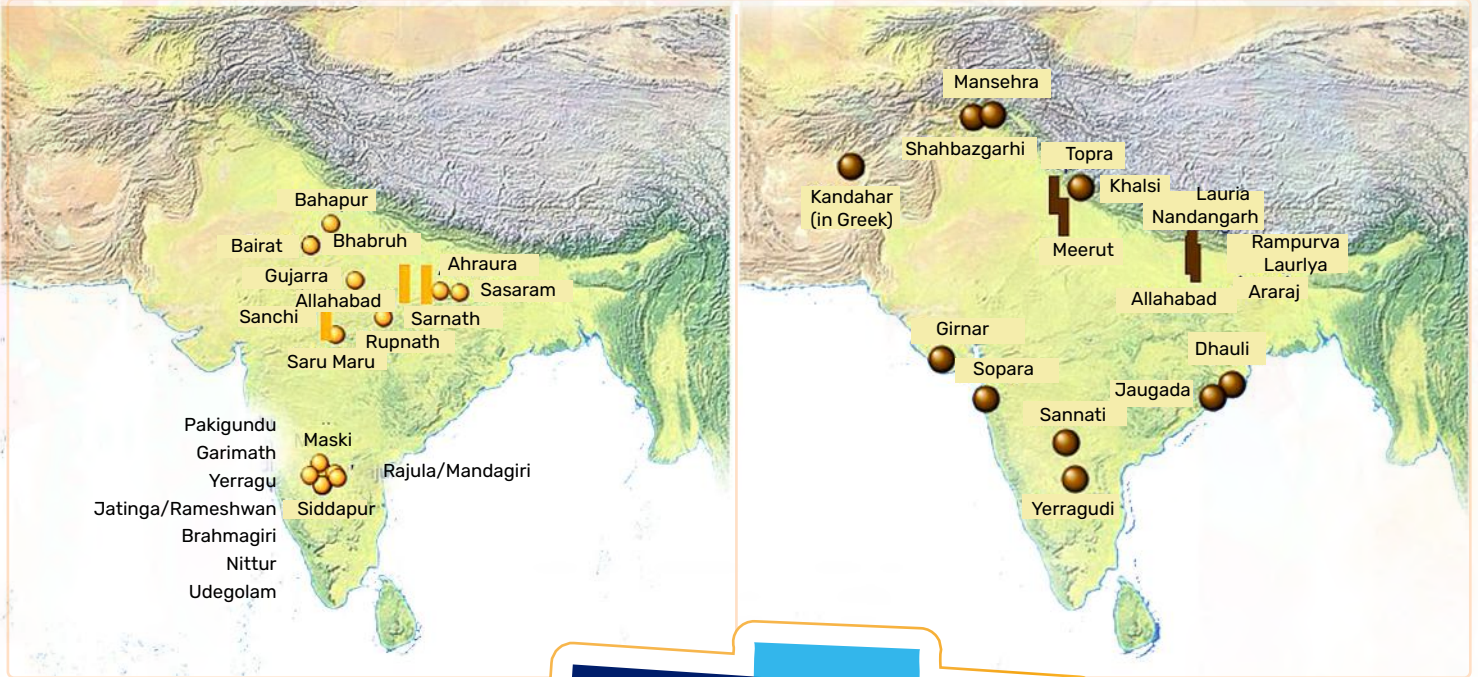 Bahapur
Bairat
Bhabruh
Gujarra
Ahraura
Allahabad
Sasaram
Sanchi
Sarnath
Rupnath
Saru Maru
Pakigundu
Maski
Garimath
Rajula/Mandagiri
Yerragu
Jatinga/Rameshwan
Siddapur
Brahmagiri
Nittur
Udegolam
Mansehra
Shahbazgarhi
Topra
Kandahar
(in Greek)
Khalsi
Lauria
Nandangarh
Meerut
Rampurva
Laurlya
Allahabad
Araraj
Girnar
Sopara
Dhauli
Jaugada
Sannati
Yerragudi